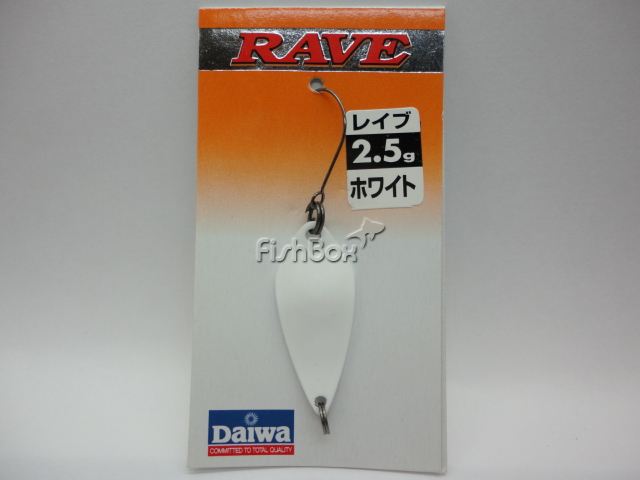 RAVE
レイブ
2.5g
ホワイト
FishBox
Daiwa
COMMITTED TO TOTAL QUALITY